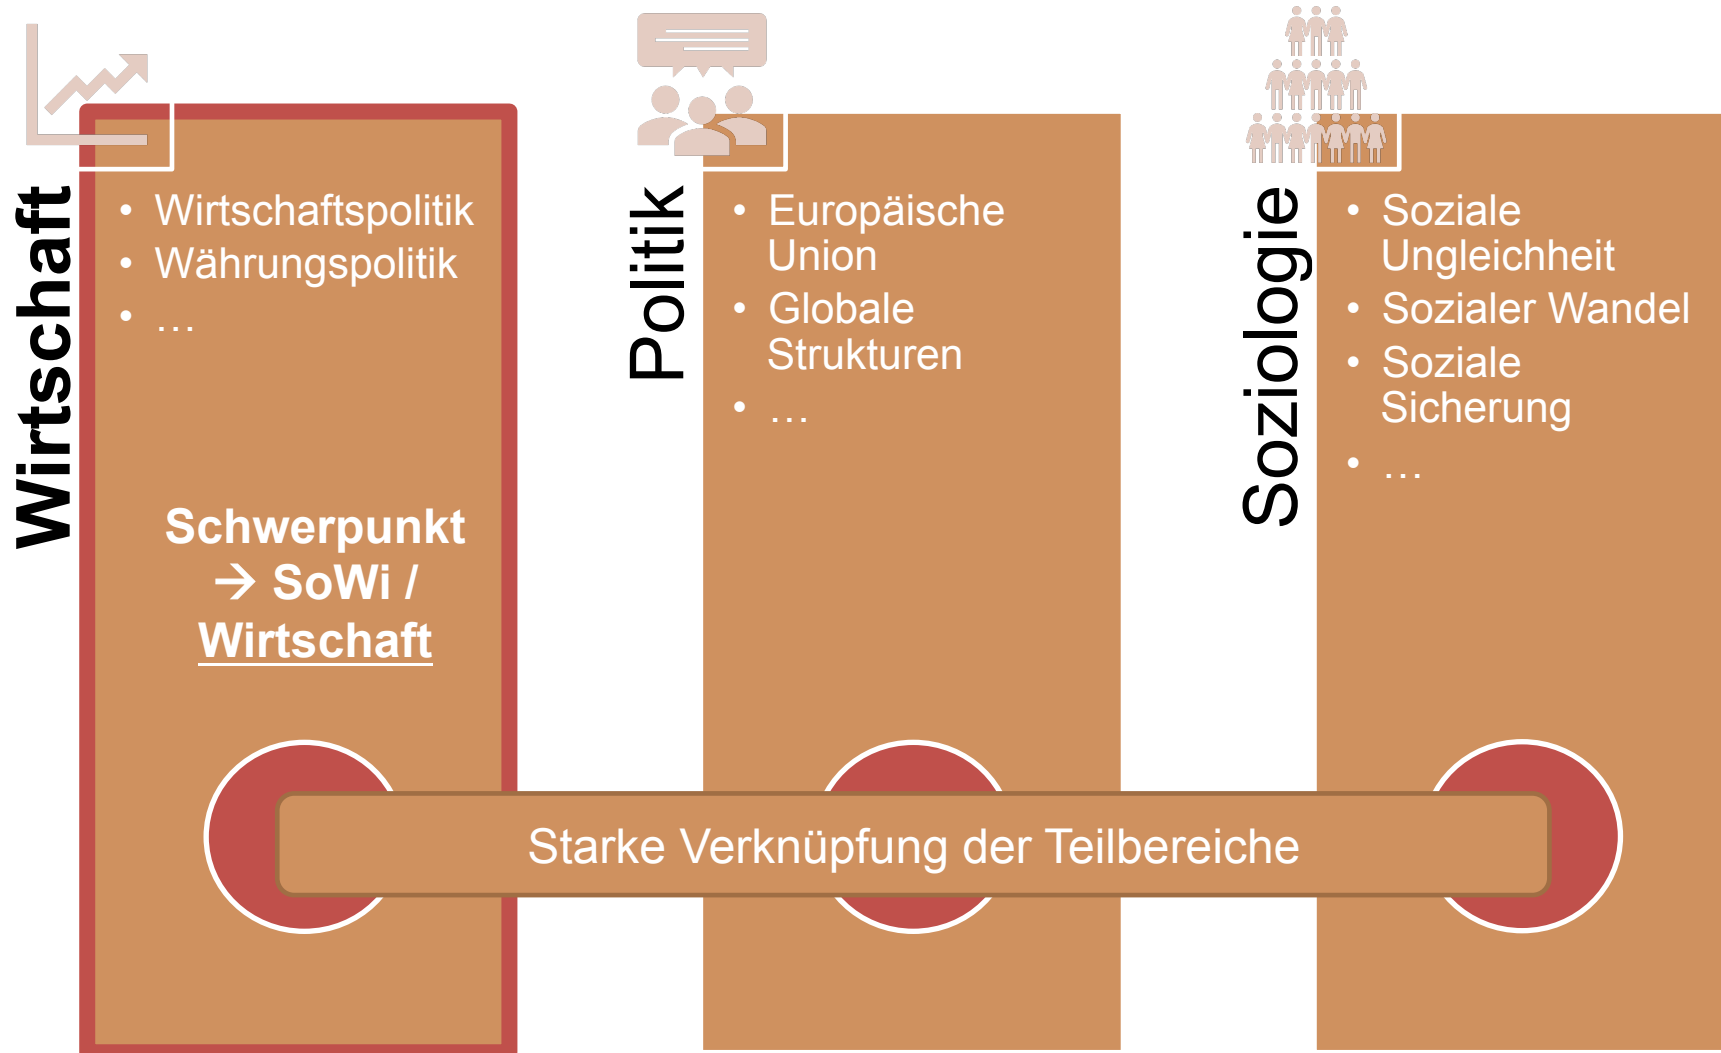 Wirtschaft
• Wirtschaftspolitik
• Währungspolitik
• …
Schwerpunkt
→ SoWi /
Wirtschaft
Politik
• Europäische
Union
• Globale
Strukturen
• …
Soziologie
• Soziale
Ungleichheit
• Sozialer Wandel
• Soziale
Sicherung
• …
Starke Verknüpfung der Teilbereiche